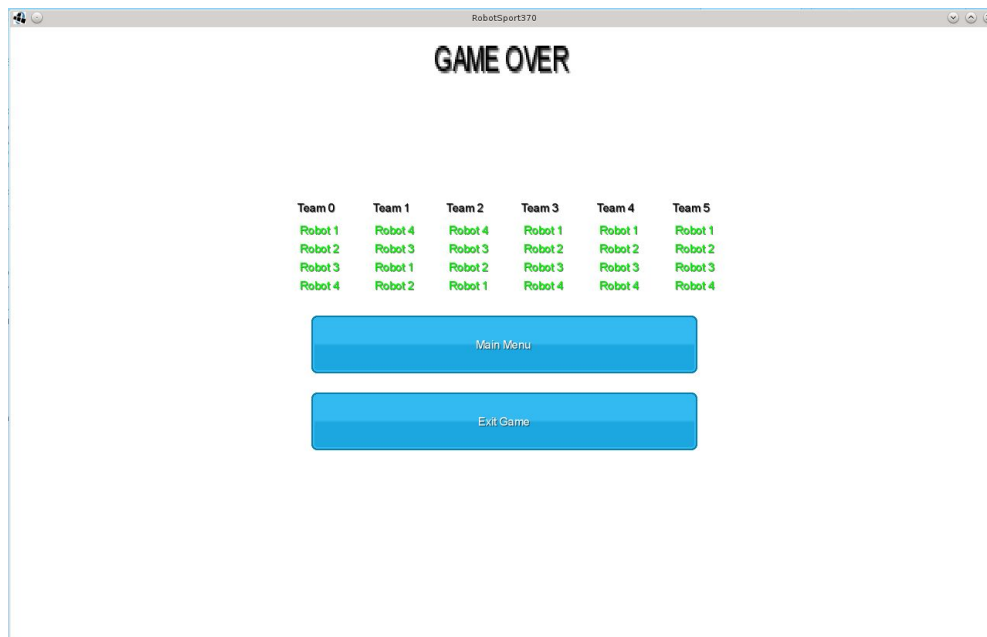 RobotSport370
GAME OVER
Team 0 Team 1 Team 2 Team 3 Team 4 Team 5
Robot 1 Robot 4 Robot 4 Robot 1 Robot 1 Robot 1
Robot 2 Robot 3 Robot 3 Robot 2 Robot 2 Robot 2
Robot 3 Robot 1 Robot 2 Robot 3 Robot 3 Robot 3
Robot 4 Robot 2 Robot 1 Robot 4 Robot 4 Robot 4
Main Menu
Exit Game